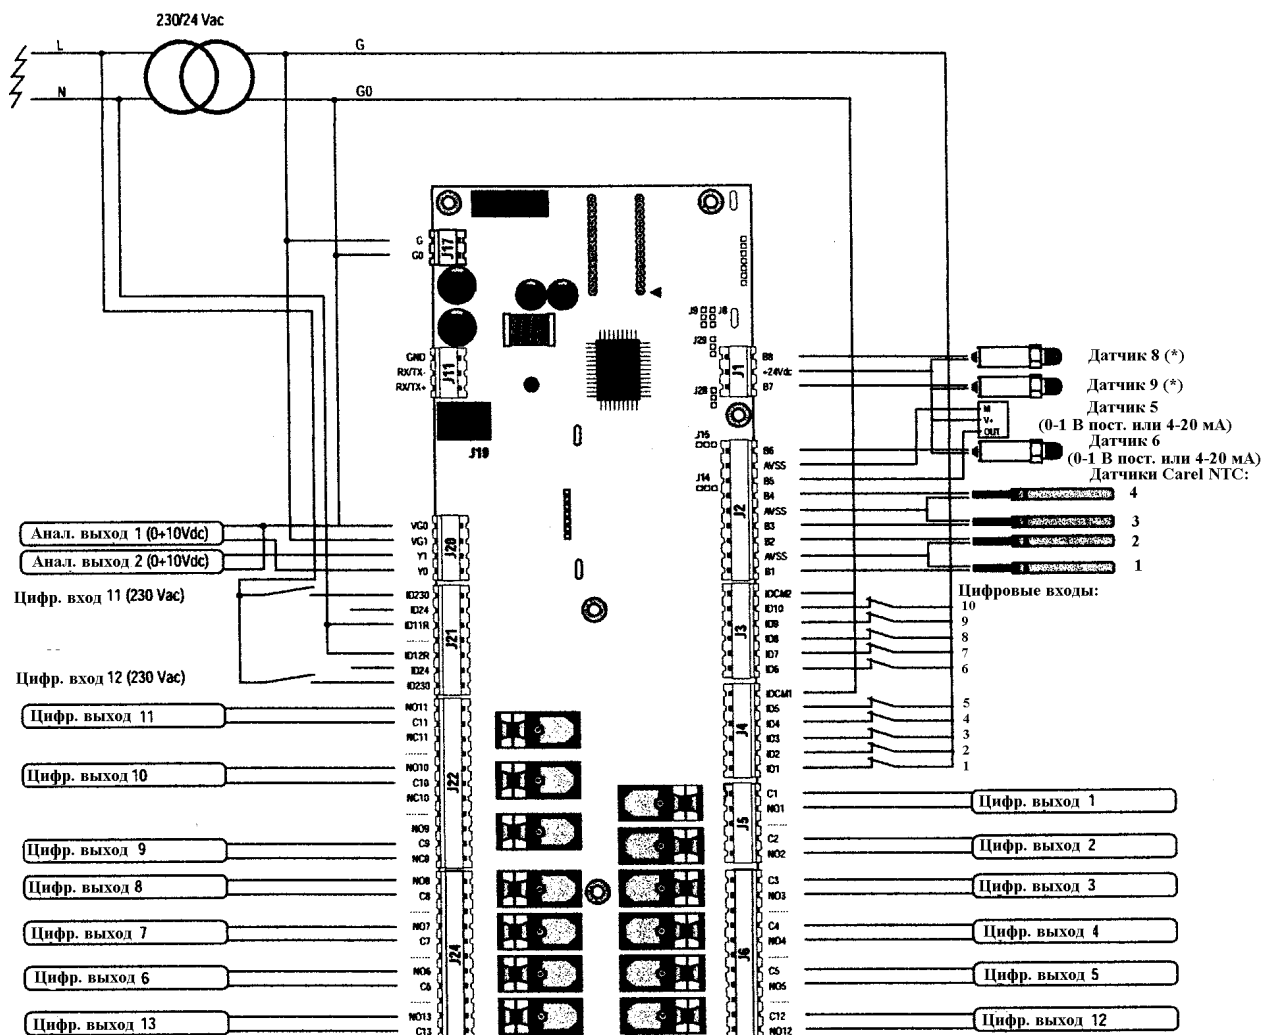 230/24 Vac
L
G
N
G0
G
G0
J17
J9
J8
J29
GND
RX/TX-
RX/TX+
J11
J19
J28
J1
B8
+24Vdc
B7
Датчик 8 (*)
Датчик 9 (*)
M
V+
OUT
Датчик 5
(0-1 В пост. или 4-20 мА)
Датчик 6
(0-1 В пост. или 4-20 мА)
Датчики Carel NTC:
J15
J14
J2
B6
AVSS
B5
B4
AVSS
B3
B2
AVSS
B1
4
3
2
1
Анал. выход 1 (0+10Vdc)
Анал. выход 2 (0+10Vdc)
VG0
VG1
Y1
Y0
J20
Цифр. вход 11 (230 Vac)
ID230
ID24
ID11R
ID12R
ID24
ID230
J21
Цифр. вход 12 (230 Vac)
Цифровые входы:
J3
IDCM2
ID10
ID9
ID8
ID7
ID6
10
9
8
7
6
J4
IDCM1
ID5
ID4
ID3
ID2
ID1
5
4
3
2
1
Цифр. выход 11
NO11
C11
NC11
Цифр. выход 10
NO10
C10
NC10
J22
Цифр. выход 9
NO9
C9
NC9
Цифр. выход 8
NO8
C8
Цифр. выход 7
NO7
C7
J24
Цифр. выход 6
NO6
C6
Цифр. выход 13
NO13
C13
J5
C1
NO1
Цифр. выход 1
C2
NO2
Цифр. выход 2
C3
NO3
Цифр. выход 3
C4
NO4
Цифр. выход 4
J6
C5
NO5
Цифр. выход 5
C12
NO12
Цифр. выход 12